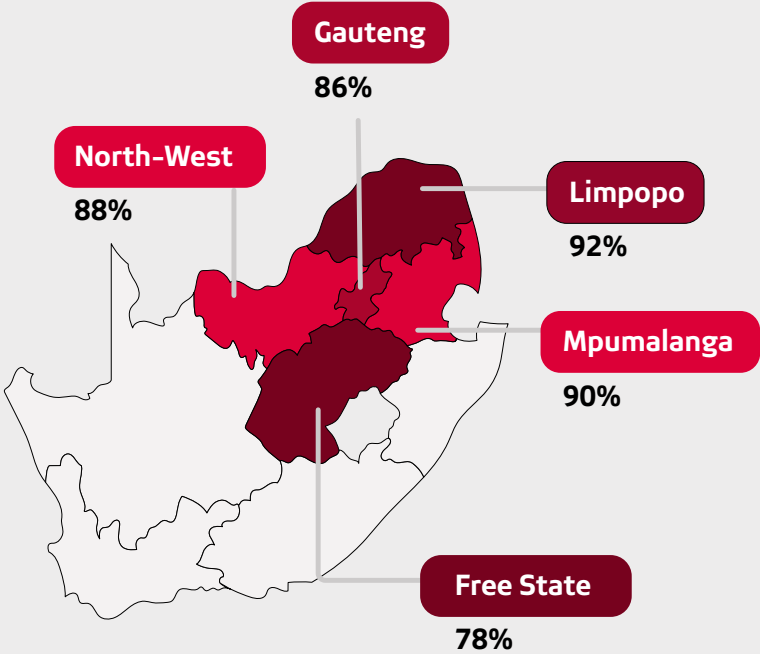 Gauteng
86%
North-West
88%
Limpopo
92%
Mpumalanga
90%
Free State
78%